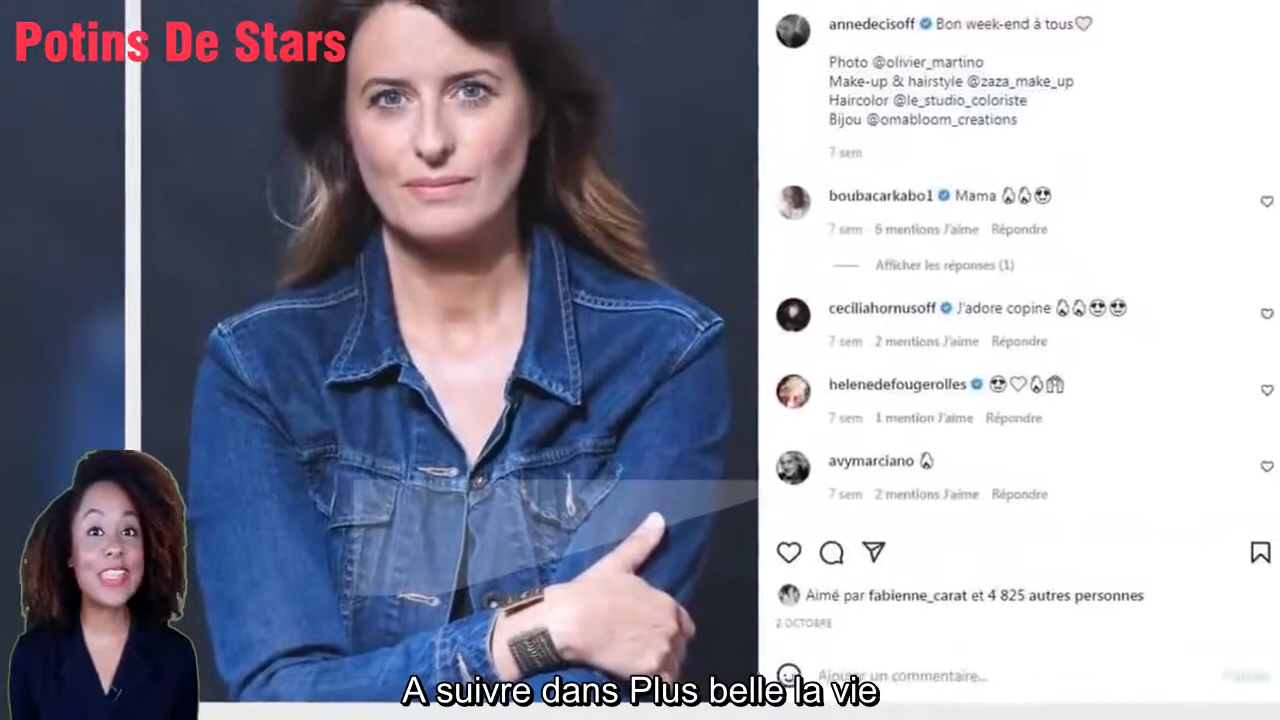 Potins De Stars
annedecisoff Bon week-end à tous
Photo @olivier_martino
Make-up & hairstyle @zaza_make_up
Haircolor @le_studio_coloriste
Bijou @omabloom_creations
7 sem
boubacarkabo1 Mama
7 sem 6 mentions J'aime Répondre
Afficher les réponses (1)
ceciliahornusoff J'adore copine
7 sem 2 mentions J'aime Répondre
helenedefougerolles
7 sem 1 mention J'aime Répondre
avymarciano
7 sem 2 mentions J'aime Répondre
Aimé par fabienne_carat et 4 825 autres personnes
2 OCTOBRE
Ajouter un commentaire...
A suivre dans Plus belle la vie